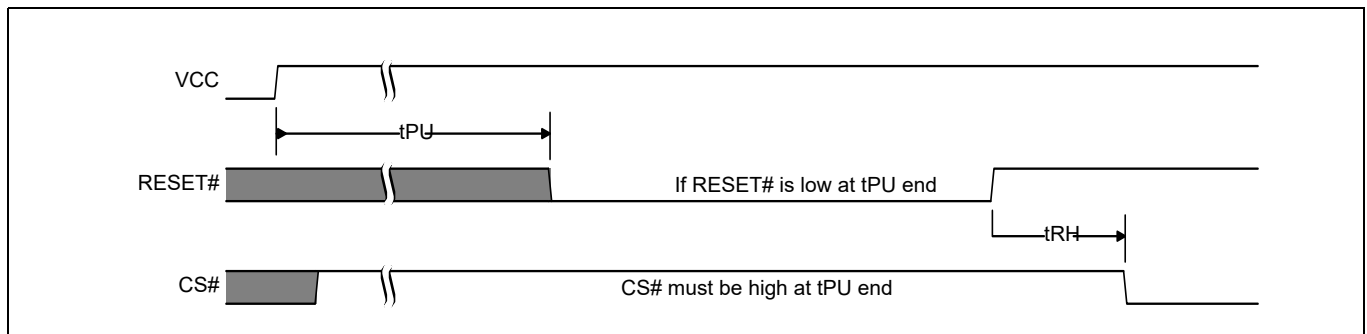 VCC
tPU
RESET#
If RESET# is low at tPU end
tRH
CS#
CS# must be high at tPU end